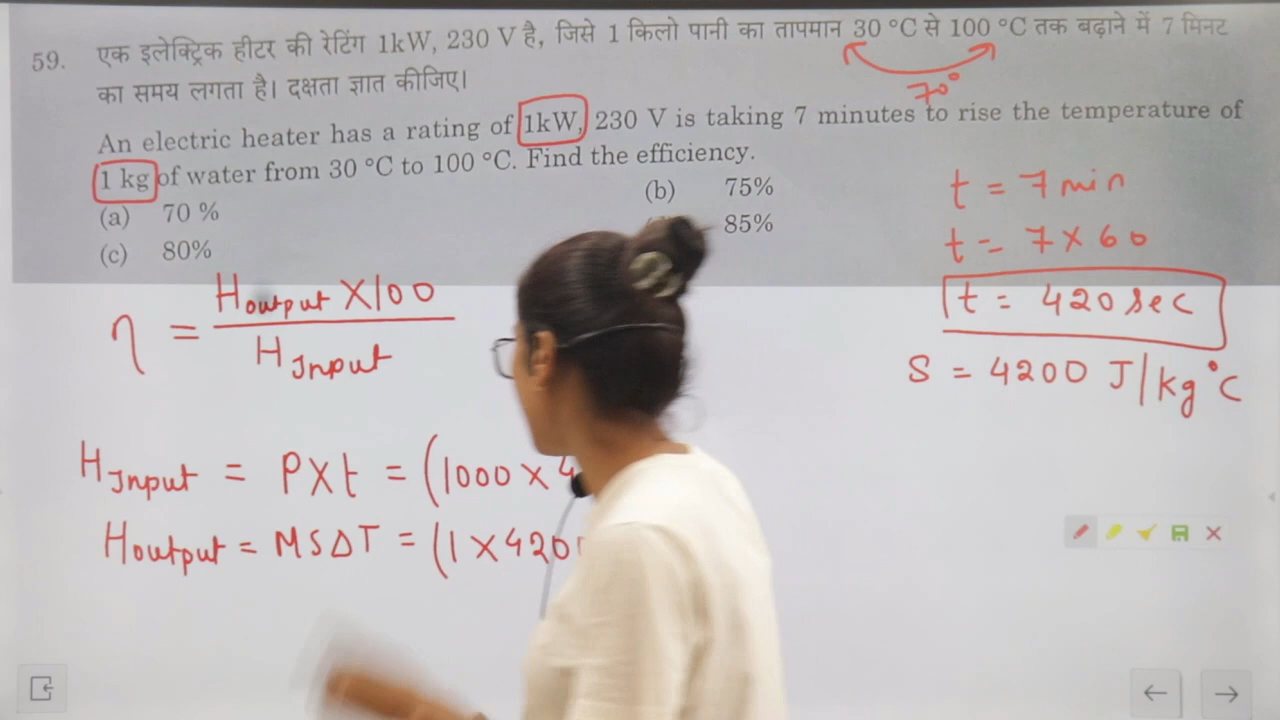 59. एक इलेक्ट्रिक हीटर की रेटिंग 1kW, 230 V है, जिसे 1 किलो पानी का तापमान 30 °C से 100 °C तक बढ़ाने में 7 मिनट
का समय लगता है। दक्षता ज्ञात कीजिए।
70°
An electric heater has a rating of 1kW, 230 V is taking 7 minutes to rise the temperature of
1 kg of water from 30 °C to 100 °C. Find the efficiency.
(a) 70 % (b) 75%
(c) 80% 85%
t = 7 min
t = 7 × 60
t = 420 sec
S = 4200 J/kg°C
η = Houtput × 100 / HInput
HInput = P × t = (1000 × 4
Houtput = MSΔT = (1 × 420